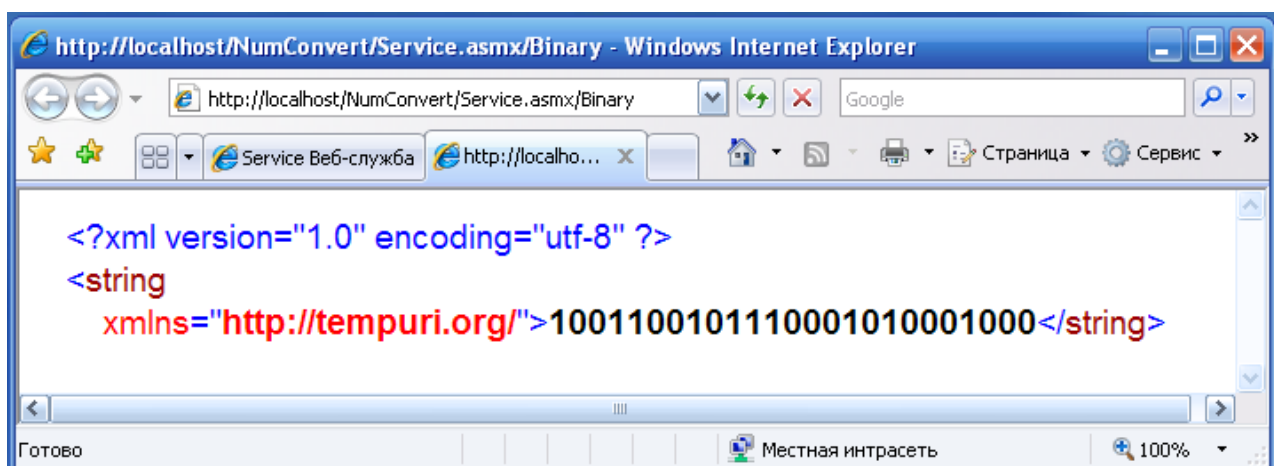 http://localhost/NumConvert/Service.asmx/Binary - Windows Internet Explorer
http://localhost/NumConvert/Service.asmx/Binary Google
Service Веб-служба http://localho... Страница Сервис »
<?xml version="1.0" encoding="utf-8" ?>
<string
xmlns="http://tempuri.org/">1001100101110001010001000</string>
Готово Местная интрасеть 100%